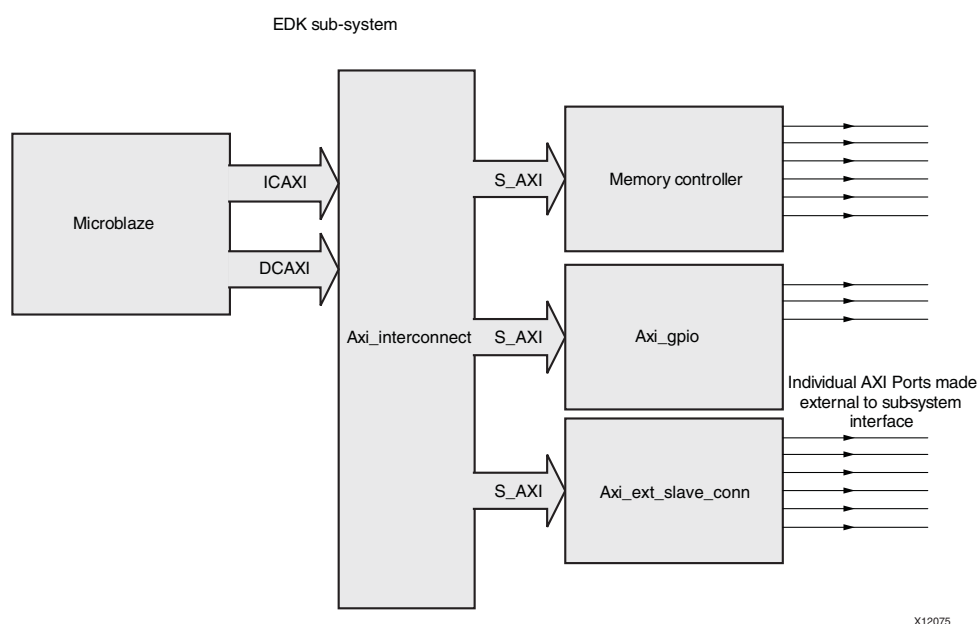 EDK sub-system
Microblaze
ICAXI
DCAXI
Axi_interconnect
S_AXI
Memory controller
S_AXI
Axi_gpio
Individual AXI Ports made
external to sub-system
interface
S_AXI
Axi_ext_slave_conn
X12075